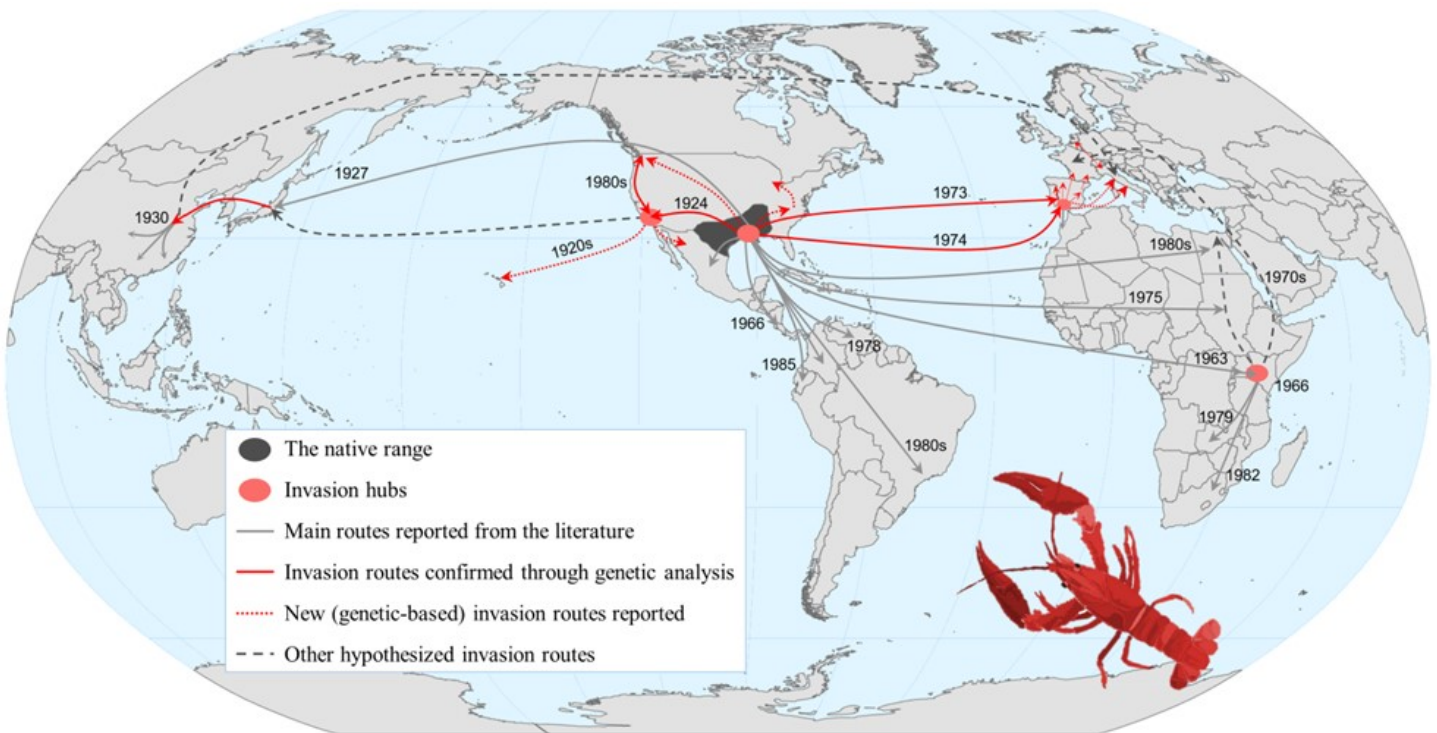 1927
1930
1980s
1924
1920s
1973
1974
1980s
1970s
1975
1966
1978
1985
1963
1966
1979
1980s
1982
The native range
Invasion hubs
Main routes reported from the literature
Invasion routes confirmed through genetic analysis
New (genetic-based) invasion routes reported
Other hypothesized invasion routes